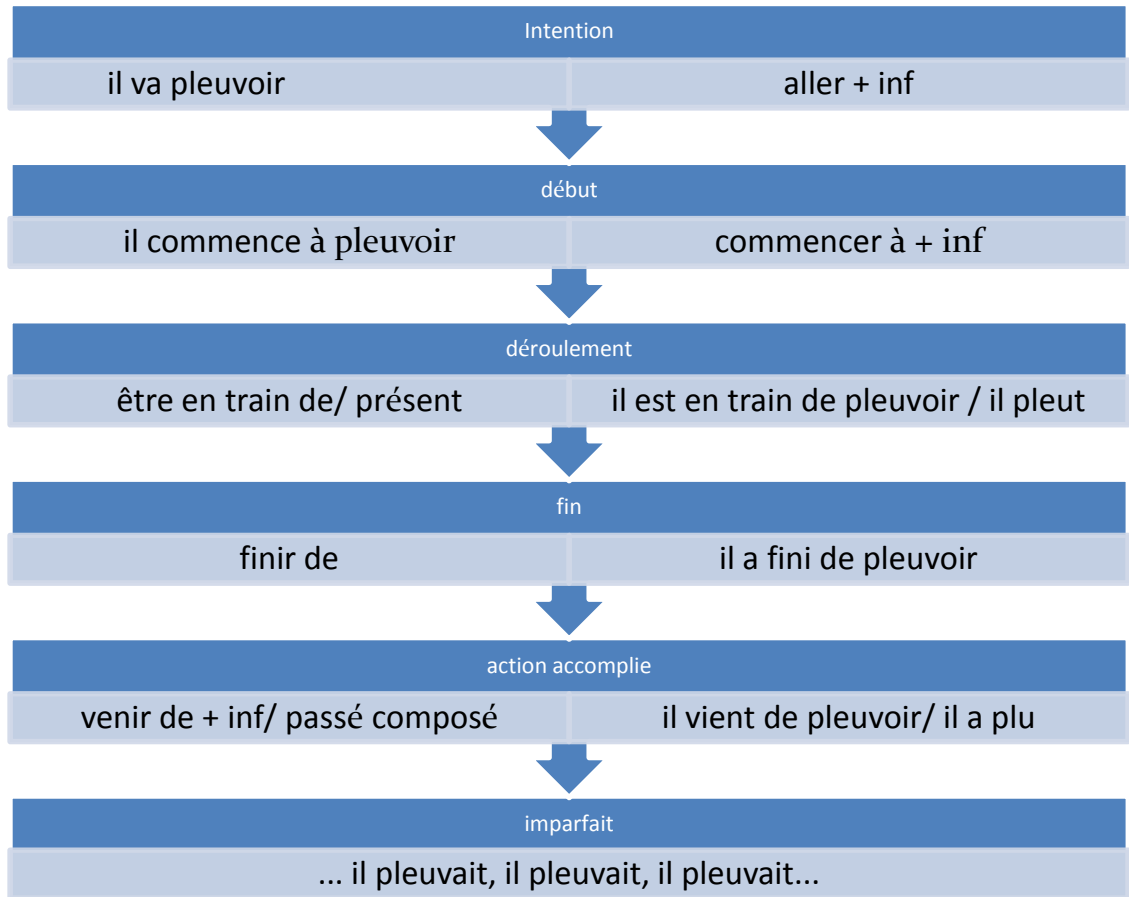 Intention
il va pleuvoir
aller + inf
début
il commence à pleuvoir
commencer à + inf
déroulement
être en train de/ présent
il est en train de pleuvoir / il pleut
fin
finir de
il a fini de pleuvoir
action accomplie
venir de + inf/ passé composé
il vient de pleuvoir/ il a plu
imparfait
... il pleuvait, il pleuvait, il pleuvait...